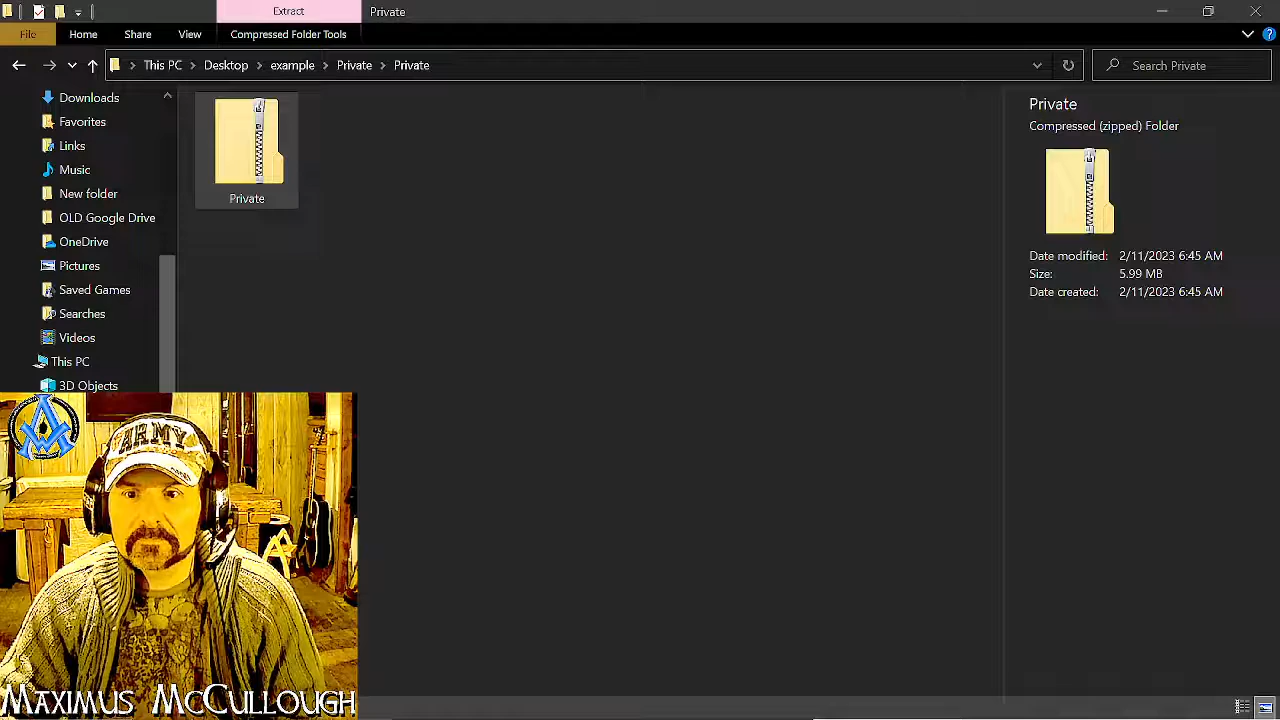 Extract
Private
File
Home
Share
View
Compressed Folder Tools
This PC
Desktop
example
Private
Private
Search Private
Downloads
Favorites
Links
Music
New folder
OLD Google Drive
OneDrive
Pictures
Saved Games
Searches
Videos
This PC
3D Objects
Private
Private
Compressed (zipped) Folder
Date modified: 2/11/2023 6:45 AM
Size: 5.99 MB
Date created: 2/11/2023 6:45 AM
ARMY
Maximus McCullough